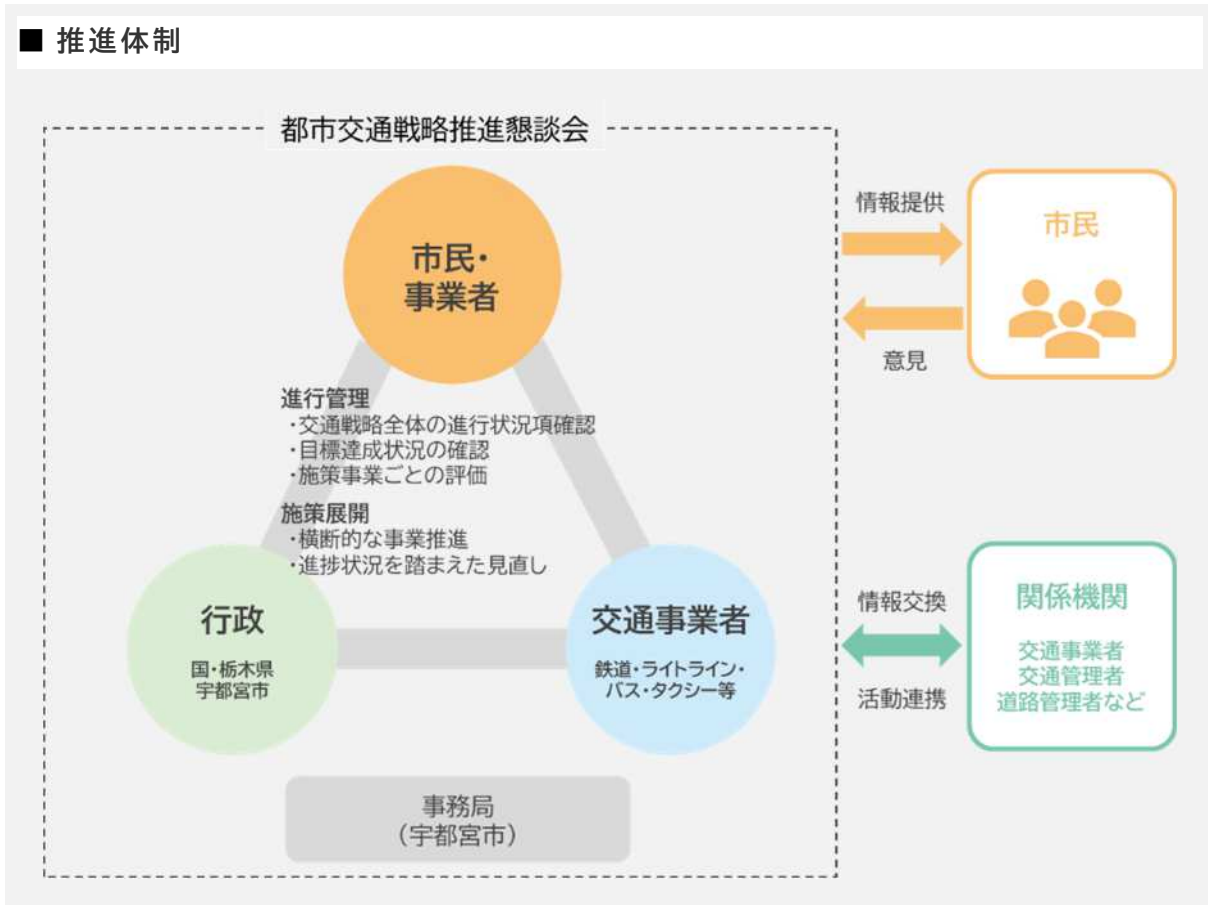 ■ 推進体制
都市交通戦略推進懇談会
市民・
事業者
進行管理
・交通戦略全体の進行状況項確認
・目標達成状況の確認
・施策事業ごとの評価
施策展開
・横断的な事業推進
・進捗状況を踏まえた見直し
行政
国・栃木県
宇都宮市
交通事業者
鉄道・ライトライン・
バス・タクシー等
事務局
（宇都宮市）
情報提供
意見
市民
情報交換
活動連携
関係機関
交通事業者
交通管理者
道路管理者など